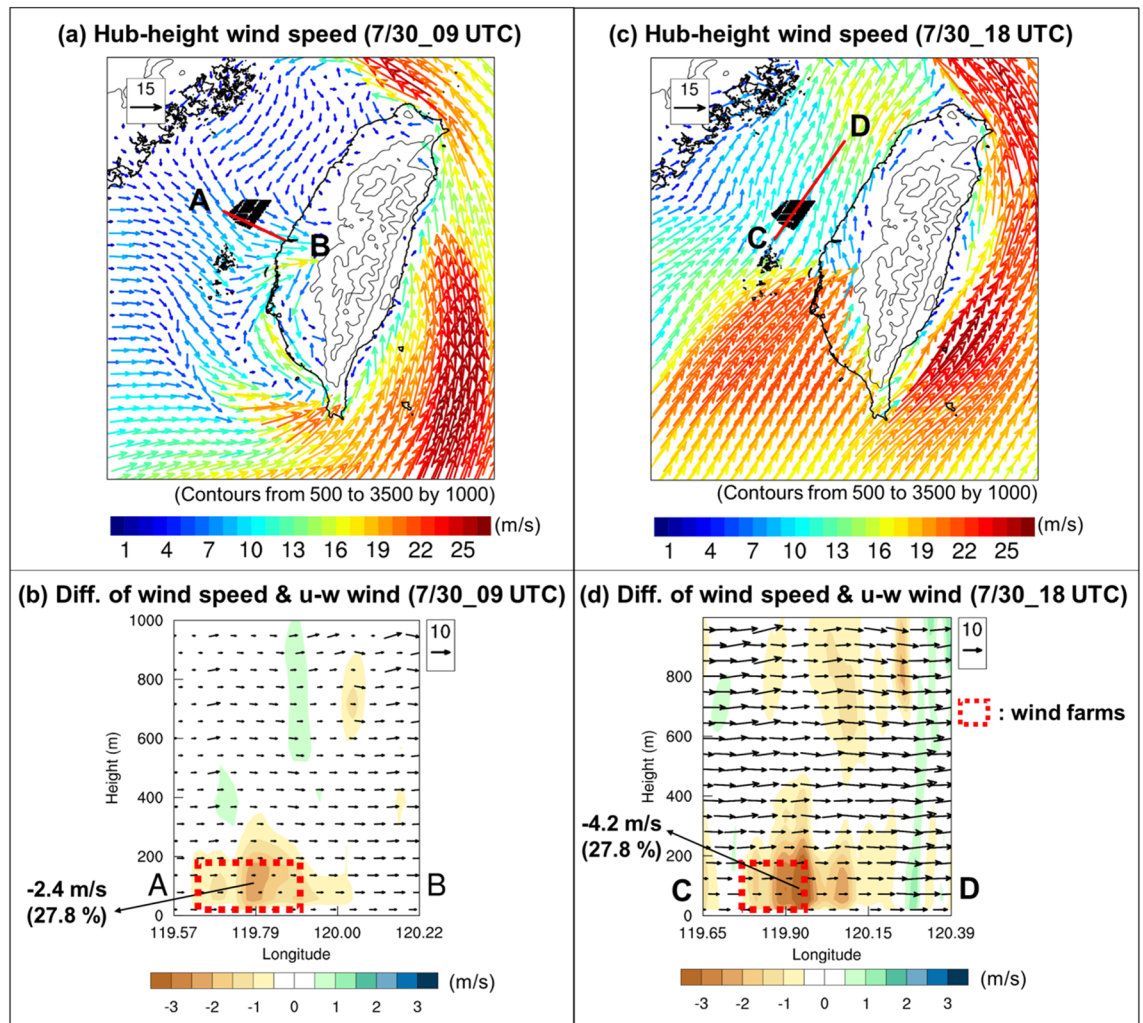 (a) Hub-height wind speed (7/30_09 UTC)
15
A
B
(Contours from 500 to 3500 by 1000)
(m/s)
1 4 7 10 13 16 19 22 25
(c) Hub-height wind speed (7/30_18 UTC)
15
D
C
(Contours from 500 to 3500 by 1000)
(m/s)
1 4 7 10 13 16 19 22 25
(b) Diff. of wind speed & u-w wind (7/30_09 UTC)
1000
10
800
600
Height (m)
400
200
0
-2.4 m/s
(27.8 %)
A
B
119.57 119.79 120.00 120.22
Longitude
(m/s)
-3 -2 -1 0 1 2 3
(d) Diff. of wind speed & u-w wind (7/30_18 UTC)
10
: wind farms
800
600
Height (m)
400
200
0
-4.2 m/s
(27.8 %)
C
D
119.65 119.90 120.15 120.39
Longitude
(m/s)
-3 -2 -1 0 1 2 3